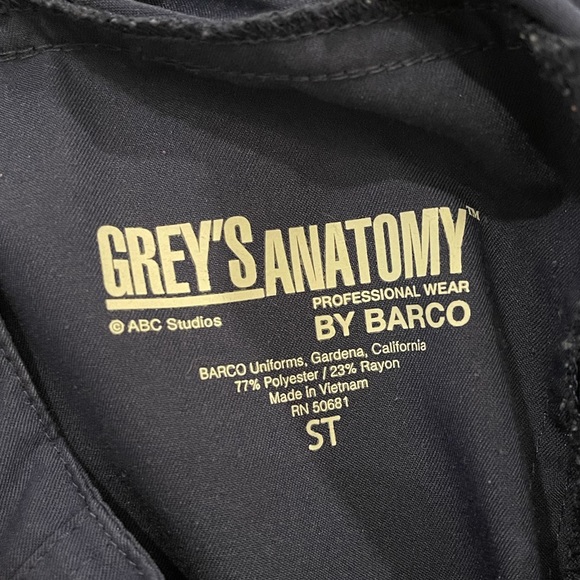 GREY'S ANATOMY™
PROFESSIONAL WEAR
© ABC Studios
BY BARCO
BARCO Uniforms, Gardena, California
77% Polyester / 23% Rayon
Made in Vietnam
RN 50681
ST